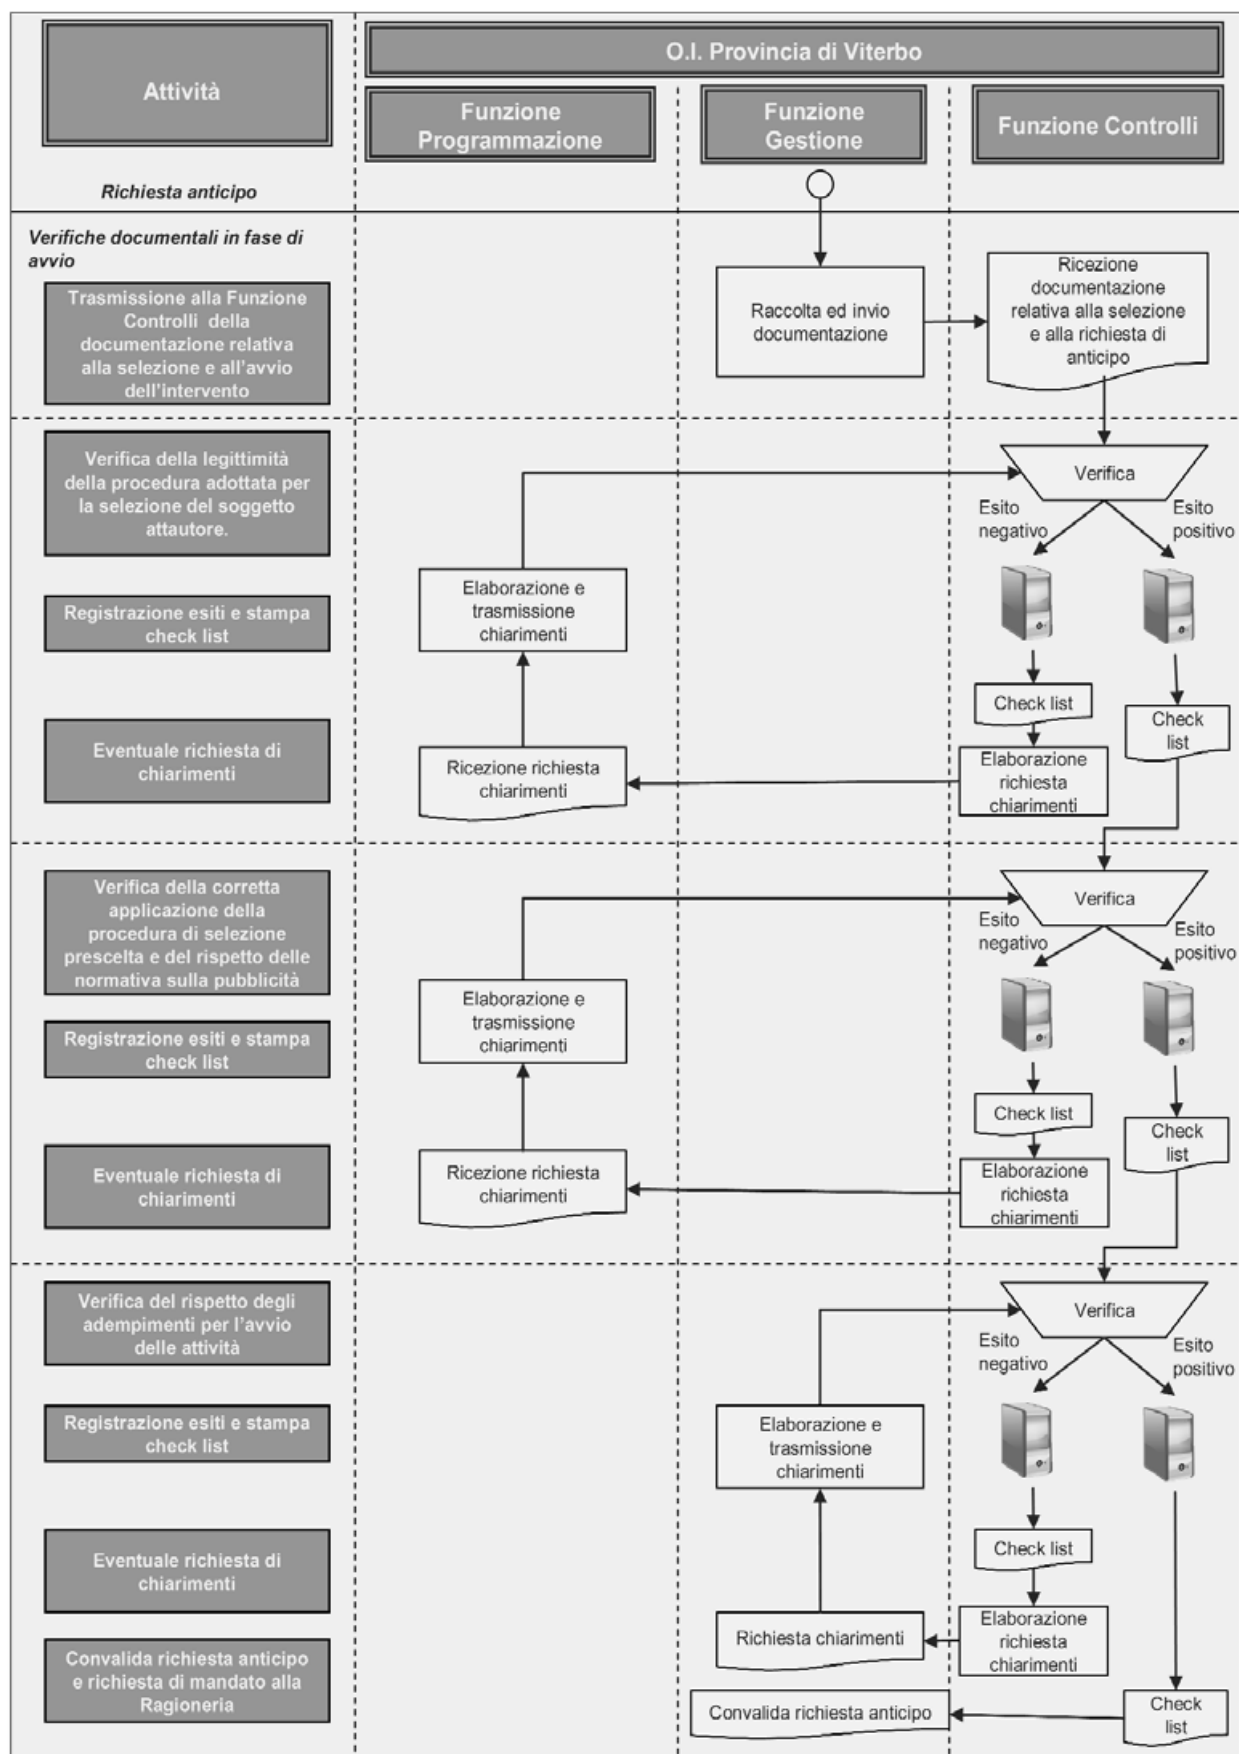 Attività
O.I. Provincia di Viterbo
Funzione
Programmazione
Funzione
Gestione
Funzione Controlli
Richiesta anticipo
Verifiche documentali in fase di
avvio
Trasmissione alla Funzione
Controlli della
documentazione relativa
alla selezione e all'avvio
dell'intervento
Raccolta ed invio
documentazione
Ricezione
documentazione
relativa alla selezione
e alla richiesta di
anticipo
Verifica della legittimità
della procedura adottata per
la selezione del soggetto
attautore.
Verifica
Esito
negativo
Esito
positivo
Registrazione esiti e stampa
check list
Elaborazione e
trasmissione
chiarimenti
Check list
Check
list
Eventuale richiesta di
chiarimenti
Ricezione richiesta
chiarimenti
Elaborazione
richiesta
chiarimenti
Verifica della corretta
applicazione della
procedura di selezione
prescelta e del rispetto delle
normativa sulla pubblicità
Verifica
Esito
negativo
Esito
positivo
Registrazione esiti e stampa
check list
Elaborazione e
trasmissione
chiarimenti
Check list
Check
list
Eventuale richiesta di
chiarimenti
Ricezione richiesta
chiarimenti
Elaborazione
richiesta
chiarimenti
Verifica del rispetto degli
adempimenti per l'avvio
delle attività
Verifica
Esito
negativo
Esito
positivo
Registrazione esiti e stampa
check list
Elaborazione e
trasmissione
chiarimenti
Check list
Eventuale richiesta di
chiarimenti
Richiesta chiarimenti
Elaborazione
richiesta
chiarimenti
Convalida richiesta anticipo
e richiesta di mandato alla
Ragioneria
Convalida richiesta anticipo
Check
list